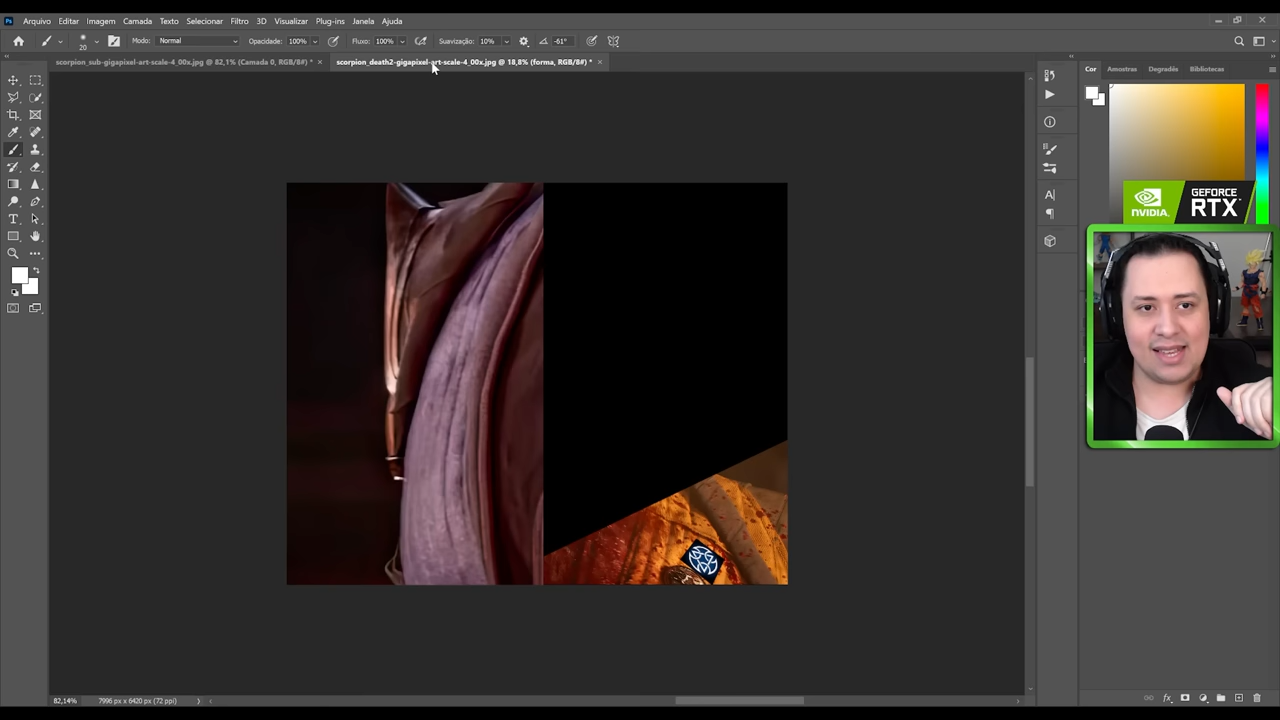 Ps Arquivo Editar Imagem Camada Texto Selecionar Filtro 3D Visualizar Plug-ins Janela Ajuda
20 Modo: Normal Opacidade: 100% Fluxo: 100% Suavização: 10% -61°
scorpion_sub-gigapixel-art-scale-4_00x.jpg @ 82,1% (Camada 0, RGB/8#) * × scorpion_death2-gigapixel-art-scale-4_00x.jpg @ 18,8% (forma, RGB/8#) * ×
Cor Amostras Degradês Bibliotecas
NVIDIA. GEFORCE
RTX
82,14% 7996 px x 6420 px (72 ppi)